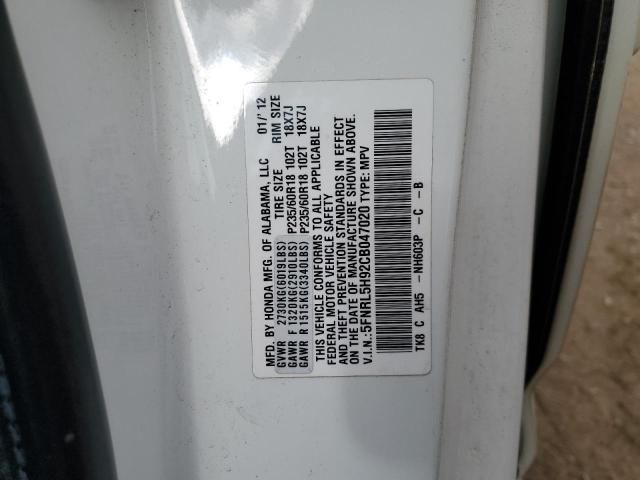 MFD. BY HONDA MFG. OF ALABAMA, LLC 01/'12
TIRE SIZE RIM SIZE
GVWR 2730KG(6019LBS)
GAWR F 1320KG(2910LBS) P235/60R18 102T 18X7J
GAWR R 1515KG(3340LBS) P235/60R18 102T 18X7J
THIS VEHICLE CONFORMS TO ALL APPLICABLE
FEDERAL MOTOR VEHICLE SAFETY
AND THEFT PREVENTION STANDARDS IN EFFECT
ON THE DATE OF MANUFACTURE SHOWN ABOVE.
V.I.N.:5FNRL5H92CB047020 TYPE: MPV
TK8 C AH5 -NH603P -C -B